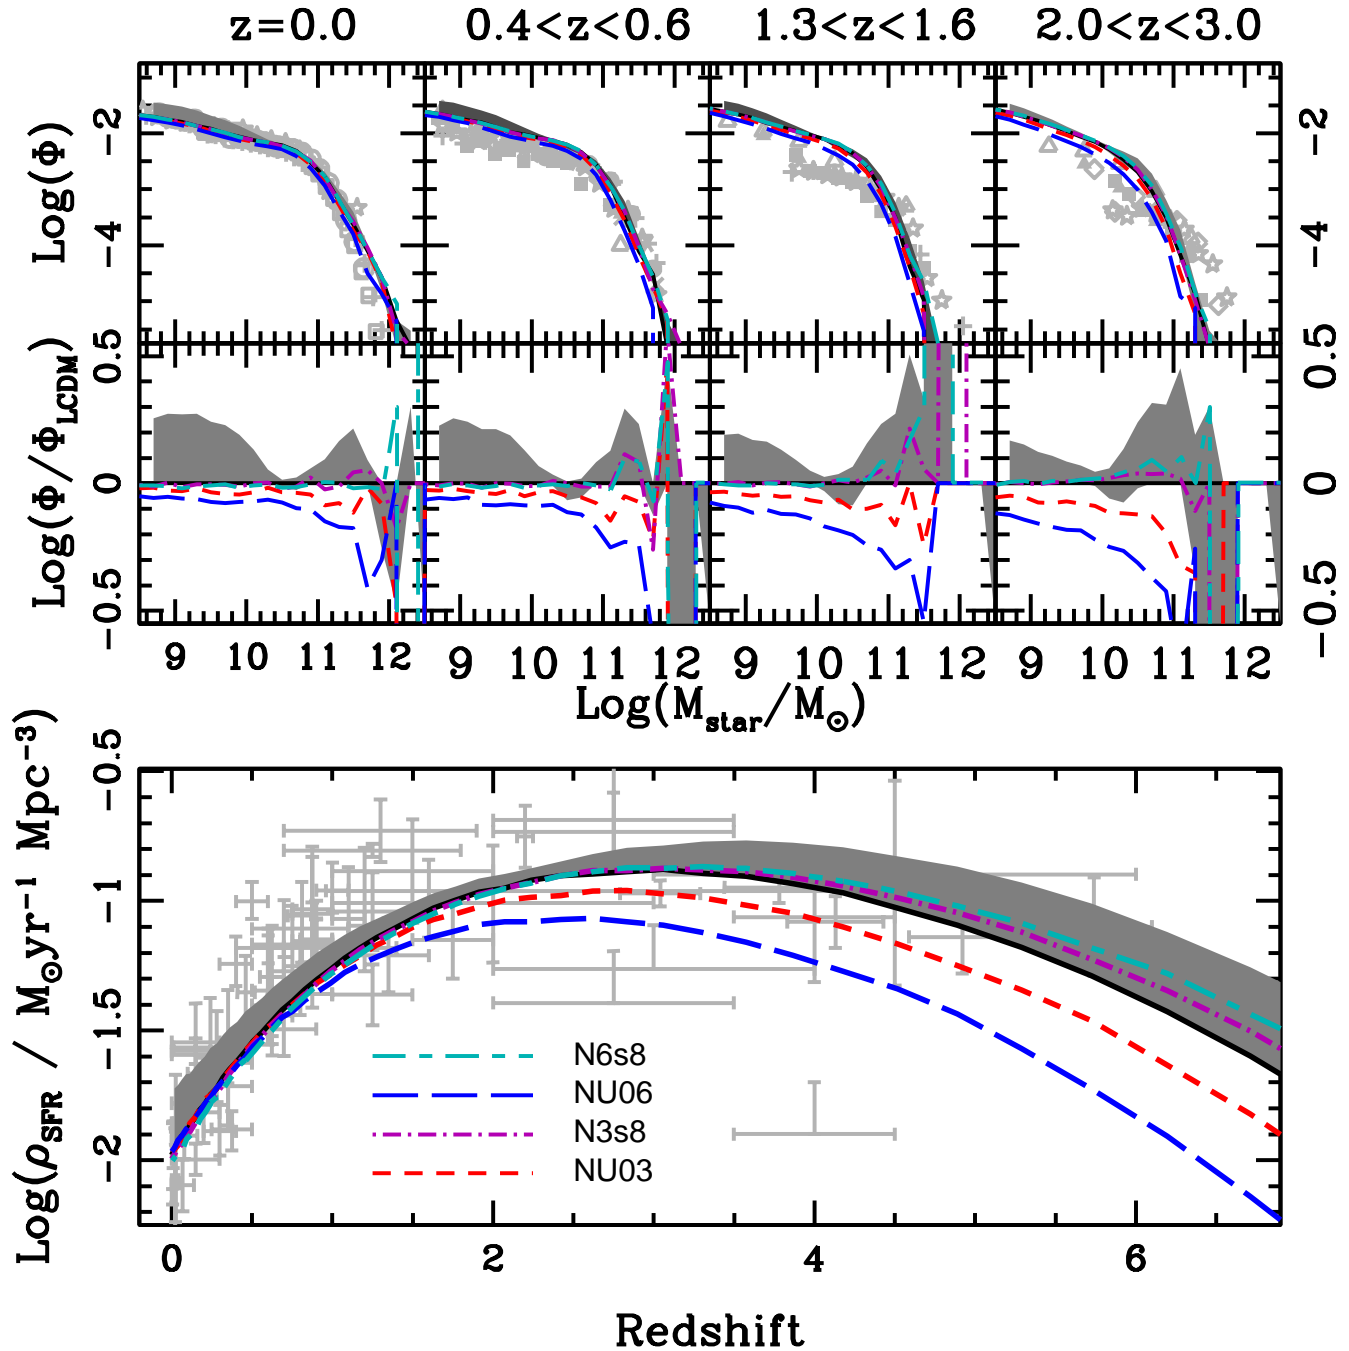 z=0.0 0.4<z<0.6 1.3<z<1.6 2.0<z<3.0
Log(Φ)
-2
-4
-2
-4
Log(Φ/Φ_LCDM)
0.5
0
-0.5
0.5
0
-0.5
9 10 11 12 9 10 11 12 9 10 11 12 9 10 11 12
Log(M_star/M_⊙)
Log(ρ_SFR / M_⊙yr⁻¹ Mpc⁻³)
-0.5
-1
-1.5
-2
N6s8
NU06
N3s8
NU03
0 2 4 6
Redshift